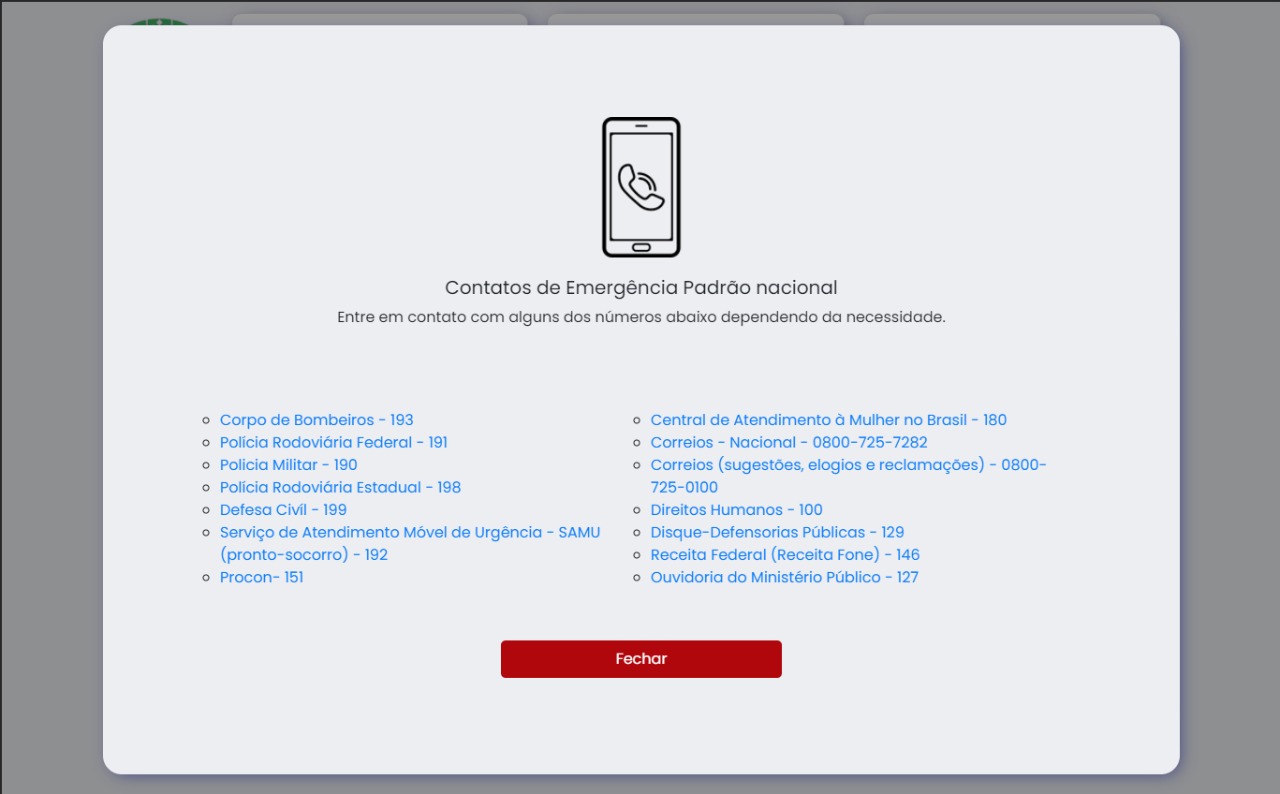 Contatos de Emergência Padrão nacional
Entre em contato com alguns dos números abaixo dependendo da necessidade.
Corpo de Bombeiros - 193
Polícia Rodoviária Federal - 191
Policia Militar - 190
Polícia Rodoviária Estadual - 198
Defesa Civil - 199
Serviço de Atendimento Móvel de Urgência - SAMU
(pronto-socorro) - 192
Procon- 151
Central de Atendimento à Mulher no Brasil - 180
Correios - Nacional - 0800-725-7282
Correios (sugestões, elogios e reclamações) - 0800-
725-0100
Direitos Humanos - 100
Disque-Defensorias Públicas - 129
Receita Federal (Receita Fone) - 146
Ouvidoria do Ministério Público - 127
Fechar